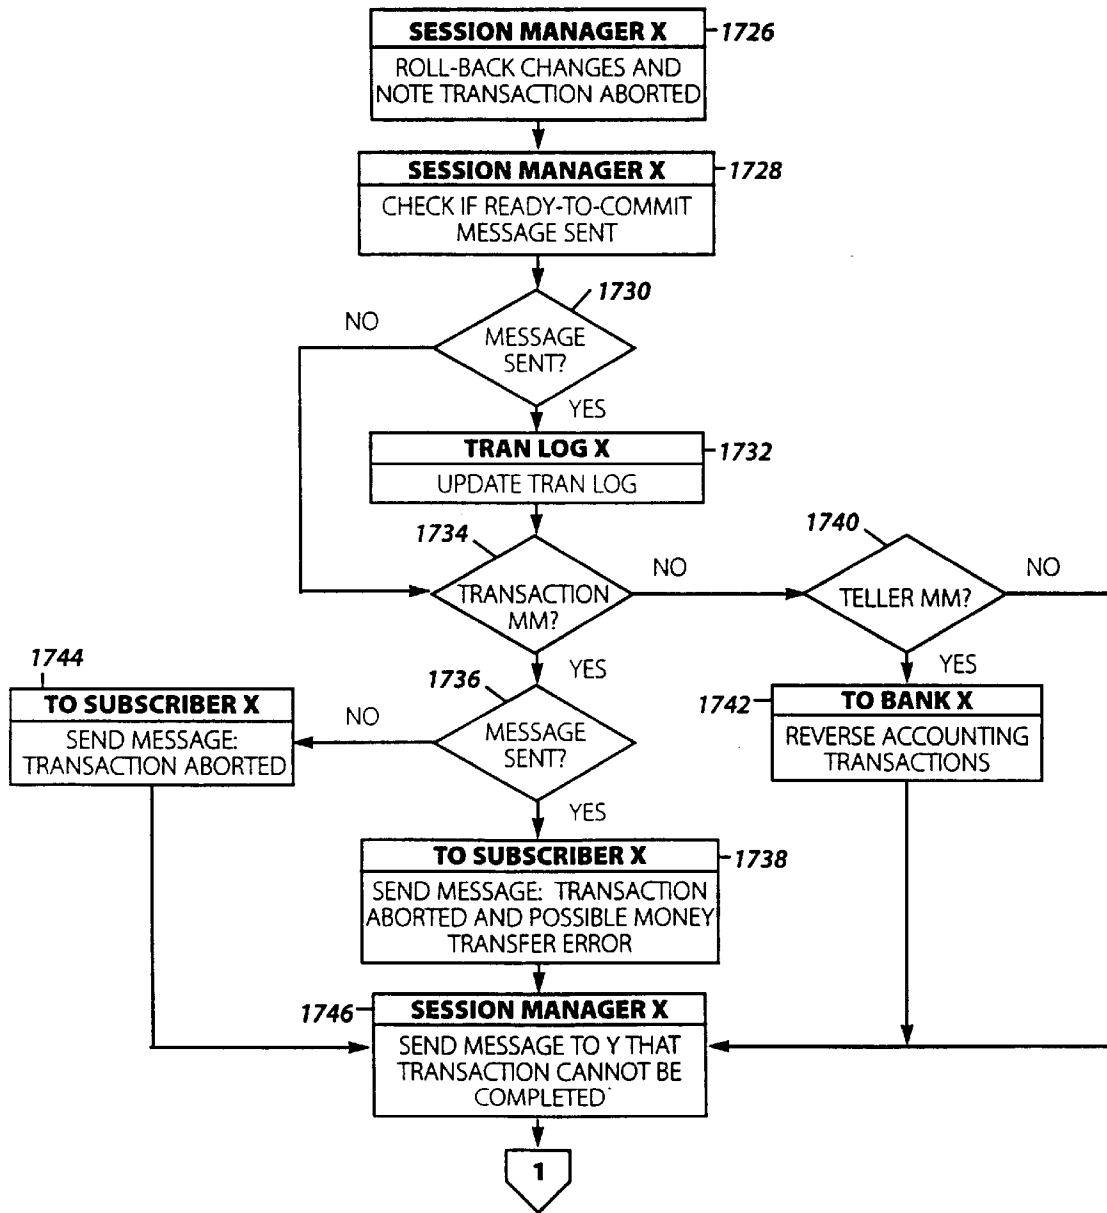 SESSION MANAGER X
1726
ROLL-BACK CHANGES AND
NOTE TRANSACTION ABORTED
SESSION MANAGER X
1728
CHECK IF READY-TO-COMMIT
MESSAGE SENT
1730
NO
MESSAGE
SENT?
YES
TRAN LOG X
1732
UPDATE TRAN LOG
1734
1740
TRANSACTION
MM?
NO
TELLER MM?
NO
YES
YES
1744
TO SUBSCRIBER X
SEND MESSAGE:
TRANSACTION ABORTED
1736
NO
MESSAGE
SENT?
YES
1742
TO BANK X
REVERSE ACCOUNTING
TRANSACTIONS
TO SUBSCRIBER X
1738
SEND MESSAGE: TRANSACTION
ABORTED AND POSSIBLE MONEY
TRANSFER ERROR
1746
SESSION MANAGER X
SEND MESSAGE TO Y THAT
TRANSACTION CANNOT BE
COMPLETED
1